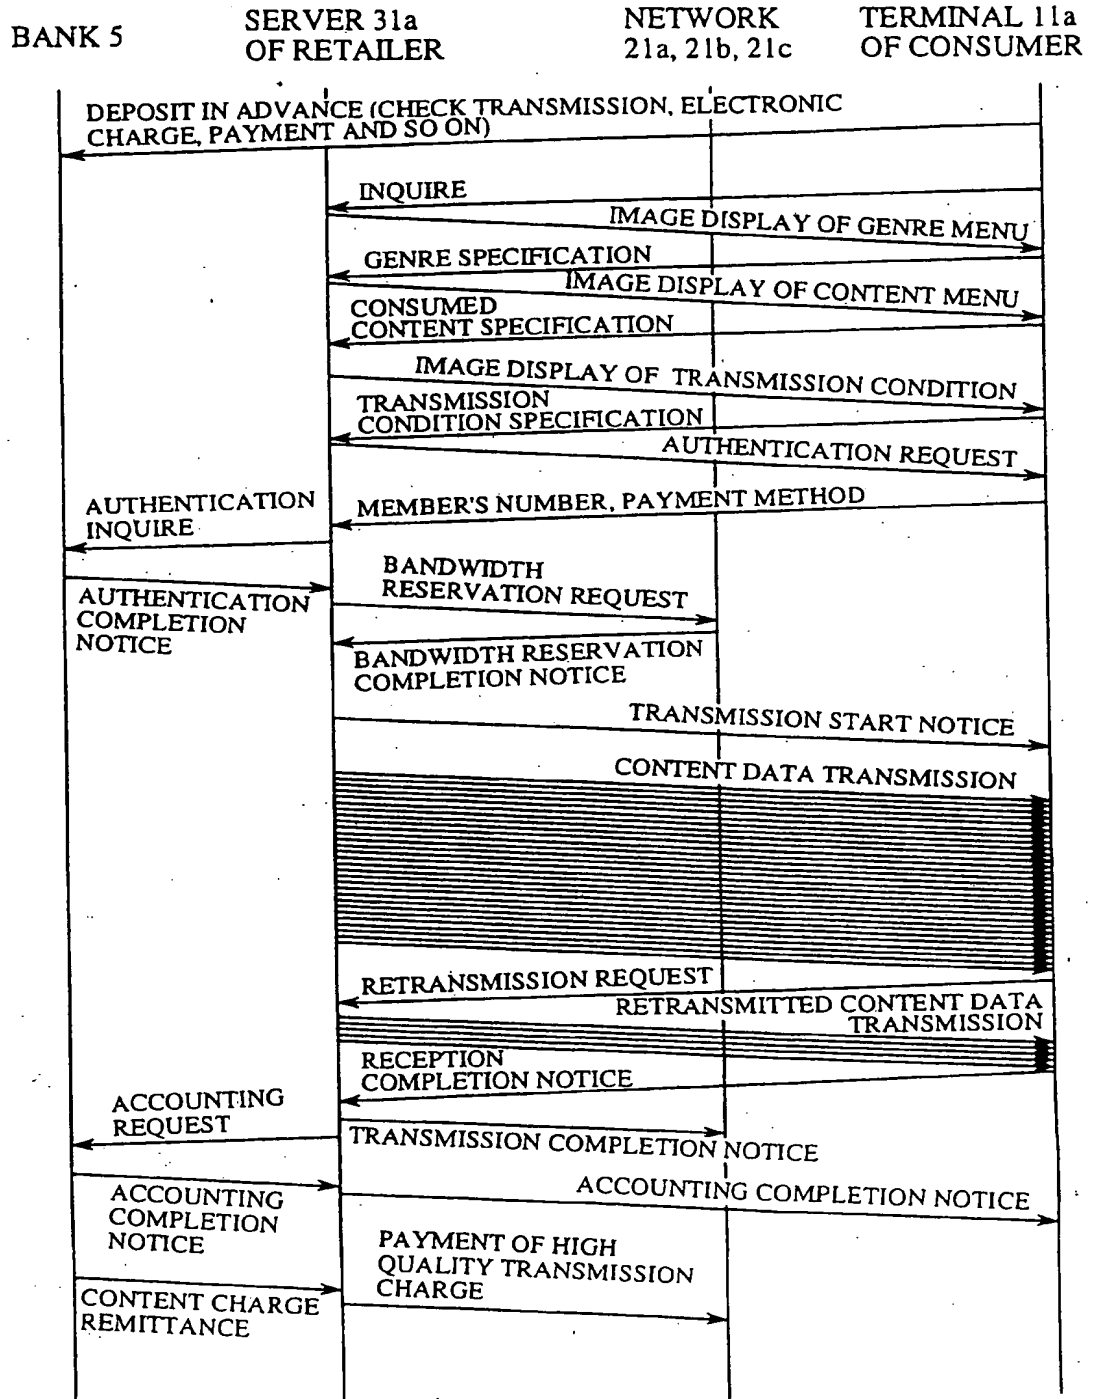 BANK 5
SERVER 31a
OF RETAILER
NETWORK
21a, 21b, 21c
TERMINAL 11a
OF CONSUMER
DEPOSIT IN ADVANCE (CHECK TRANSMISSION, ELECTRONIC
CHARGE, PAYMENT AND SO ON)
INQUIRE
IMAGE DISPLAY OF GENRE MENU
GENRE SPECIFICATION
IMAGE DISPLAY OF CONTENT MENU
CONSUMED
CONTENT SPECIFICATION
IMAGE DISPLAY OF TRANSMISSION CONDITION
TRANSMISSION
CONDITION SPECIFICATION
AUTHENTICATION REQUEST
MEMBER'S NUMBER, PAYMENT METHOD
AUTHENTICATION
INQUIRE
BANDWIDTH
RESERVATION REQUEST
AUTHENTICATION
COMPLETION
NOTICE
BANDWIDTH RESERVATION
COMPLETION NOTICE
TRANSMISSION START NOTICE
CONTENT DATA TRANSMISSION
RETRANSMISSION REQUEST
RETRANSMITTED CONTENT DATA
TRANSMISSION
RECEPTION
COMPLETION NOTICE
ACCOUNTING
REQUEST
TRANSMISSION COMPLETION NOTICE
ACCOUNTING COMPLETION NOTICE
ACCOUNTING
COMPLETION
NOTICE
PAYMENT OF HIGH
QUALITY TRANSMISSION
CHARGE
CONTENT CHARGE
REMITTANCE